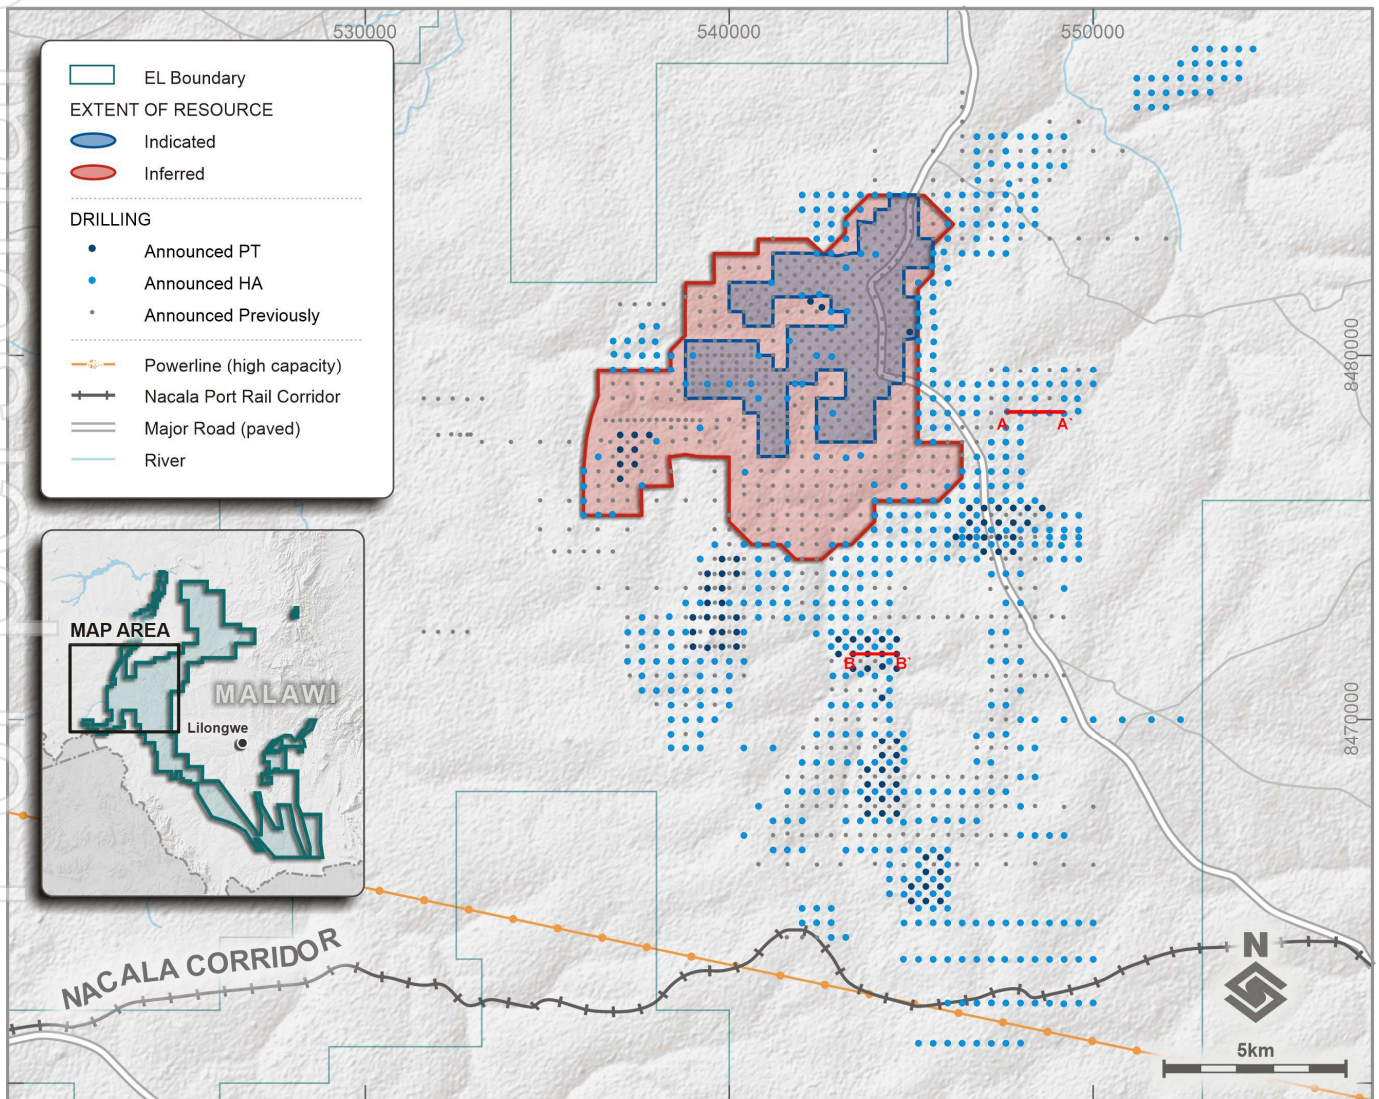 530000
540000
550000
EL Boundary
EXTENT OF RESOURCE
Indicated
Inferred
DRILLING
Announced PT
Announced HA
Announced Previously
Powerline (high capacity)
Nacala Port Rail Corridor
Major Road (paved)
River
8480000
A
A`
MAP AREA
MALAWI
Lilongwe
B
B`
8470000
NACALA CORRIDOR
N
5km